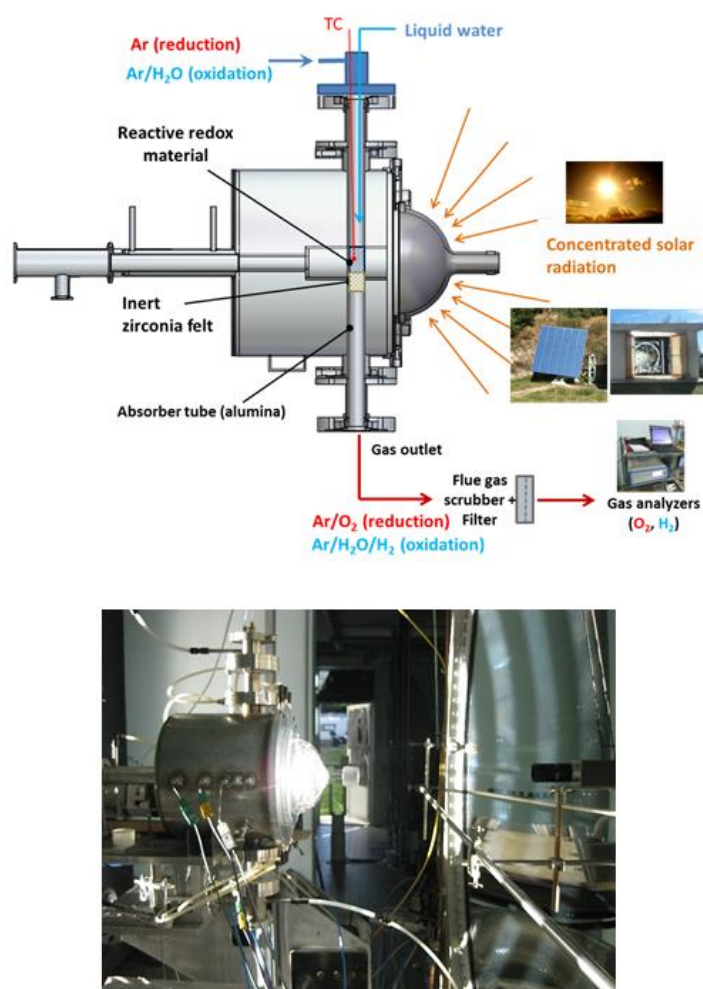 TC
Liquid water
Ar (reduction)
Ar/H₂O (oxidation)
Reactive redox
material
Concentrated solar
radiation
Inert
zirconia felt
Absorber tube (alumina)
Gas outlet
Flue gas
scrubber +
Filter
Gas analyzers
(O₂, H₂)
Ar/O₂ (reduction)
Ar/H₂O/H₂ (oxidation)